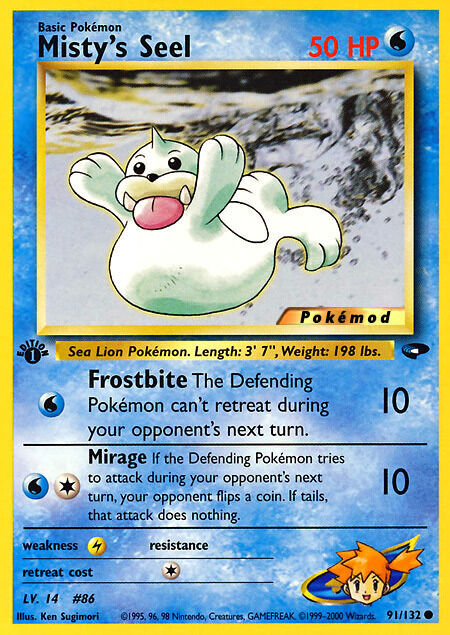 Basic Pokémon
Misty's Seel 50 HP
Pokémod
EDITION 1
Sea Lion Pokémon. Length: 3' 7", Weight: 198 lbs.
Frostbite The Defending
Pokémon can't retreat during 10
your opponent's next turn.
Mirage If the Defending Pokémon tries
to attack during your opponent's next 10
turn, your opponent flips a coin. If tails,
that attack does nothing.
weakness resistance
retreat cost
LV. 14 #86
Illus. Ken Sugimori ©1995, 96, 98 Nintendo, Creatures, GAMEFREAK. ©1999-2000 Wizards. 91/132